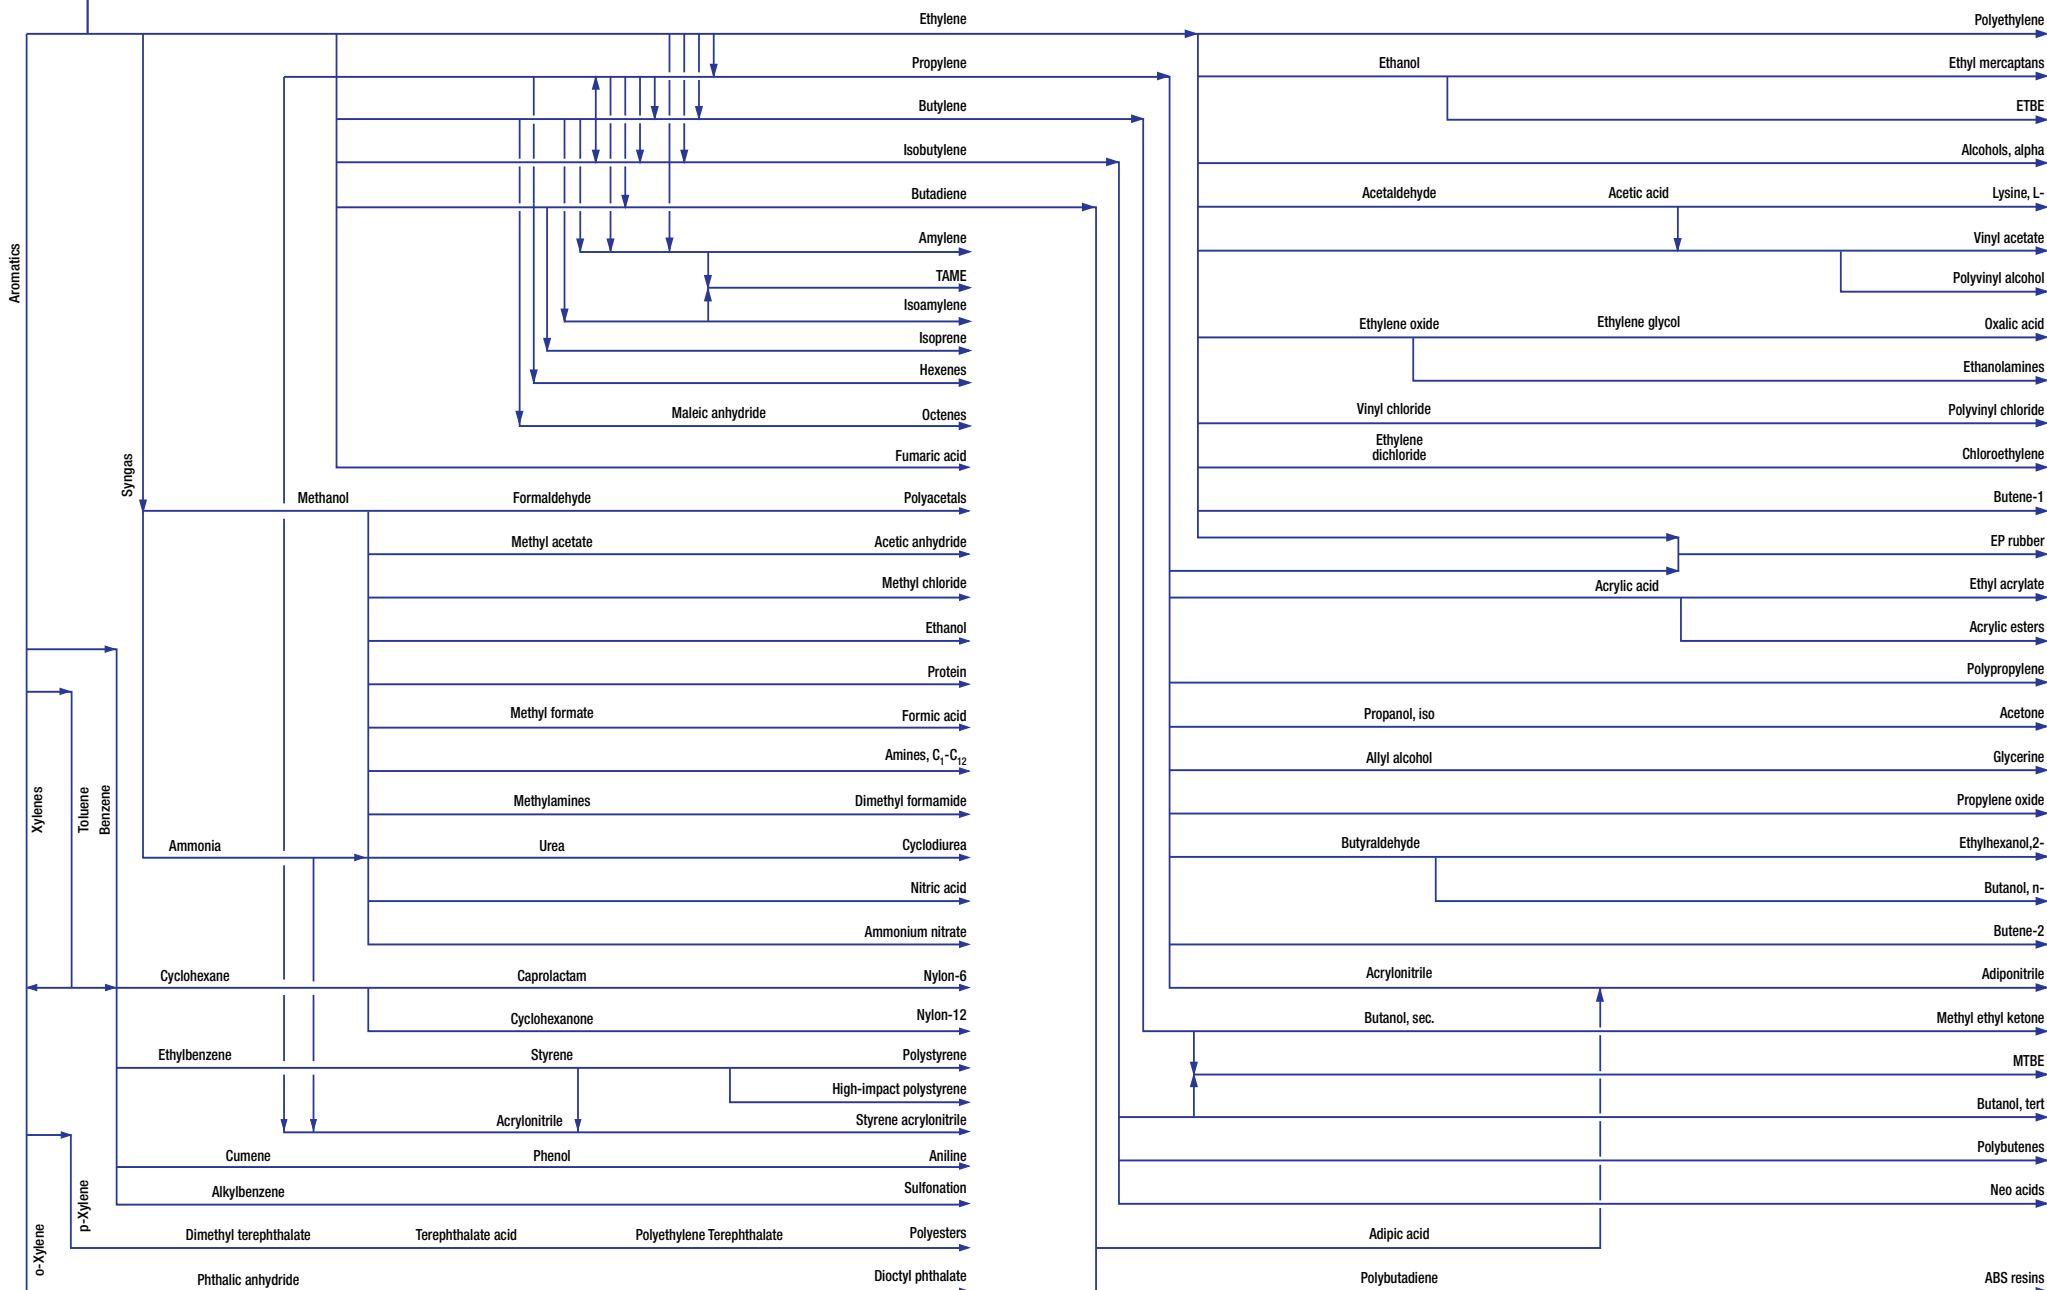 Ethylene
Propylene
Butylene
Isobutylene
Butadiene
Amylene
TAME
Isoamylene
Isoprene
Hexenes
Maleic anhydride Octenes
Fumaric acid
Aromatics
Syngas
Methanol Formaldehyde Polyacetals
Methyl acetate Acetic anhydride
Methyl chloride
Ethanol
Protein
Methyl formate Formic acid
Amines, C1-C12
Methylamines Dimethyl formamide
Xylenes
Toluene
Benzene
Ammonia Urea Cyclodiurea
Nitric acid
Ammonium nitrate
Cyclohexane Caprolactam Nylon-6
Cyclohexanone Nylon-12
Ethylbenzene Styrene Polystyrene
High-impact polystyrene
Acrylonitrile Styrene acrylonitrile
Cumene Phenol Aniline
Alkylbenzene Sulfonation
o-Xylene
p-Xylene
Dimethyl terephthalate Terephthalate acid Polyethylene Terephthalate Polyesters
Phthalic anhydride Dioctyl phthalate
Polyethylene
Ethanol Ethyl mercaptans
ETBE
Alcohols, alpha
Acetaldehyde Acetic acid Lysine, L-
Vinyl acetate
Polyvinyl alcohol
Ethylene oxide Ethylene glycol Oxalic acid
Ethanolamines
Vinyl chloride Polyvinyl chloride
Ethylene
dichloride Chloroethylene
Butene-1
EP rubber
Acrylic acid Ethyl acrylate
Acrylic esters
Polypropylene
Propanol, iso Acetone
Allyl alcohol Glycerine
Propylene oxide
Butyraldehyde Ethylhexanol,2-
Butanol, n-
Butene-2
Acrylonitrile Adiponitrile
Butanol, sec. Methyl ethyl ketone
MTBE
Butanol, tert
Polybutenes
Neo acids
Adipic acid
Polybutadiene ABS resins